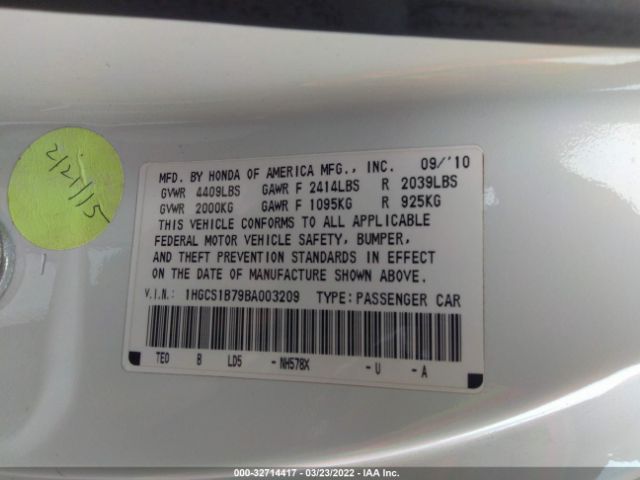 2/21/15
MFD. BY HONDA OF AMERICA MFG., INC. 09/'10
GVWR 4409LBS GAWR F 2414LBS R 2039LBS
GVWR 2000KG GAWR F 1095KG R 925KG
THIS VEHICLE CONFORMS TO ALL APPLICABLE
FEDERAL MOTOR VEHICLE SAFETY, BUMPER,
AND THEFT PREVENTION STANDARDS IN EFFECT
ON THE DATE OF MANUFACTURE SHOWN ABOVE.
V.I.N.: 1HGCS1B79BA003209 TYPE: PASSENGER CAR
TE0 B LD5 -NH578X -U -A
000-32714417 - 03/23/2022 - IAA Inc.